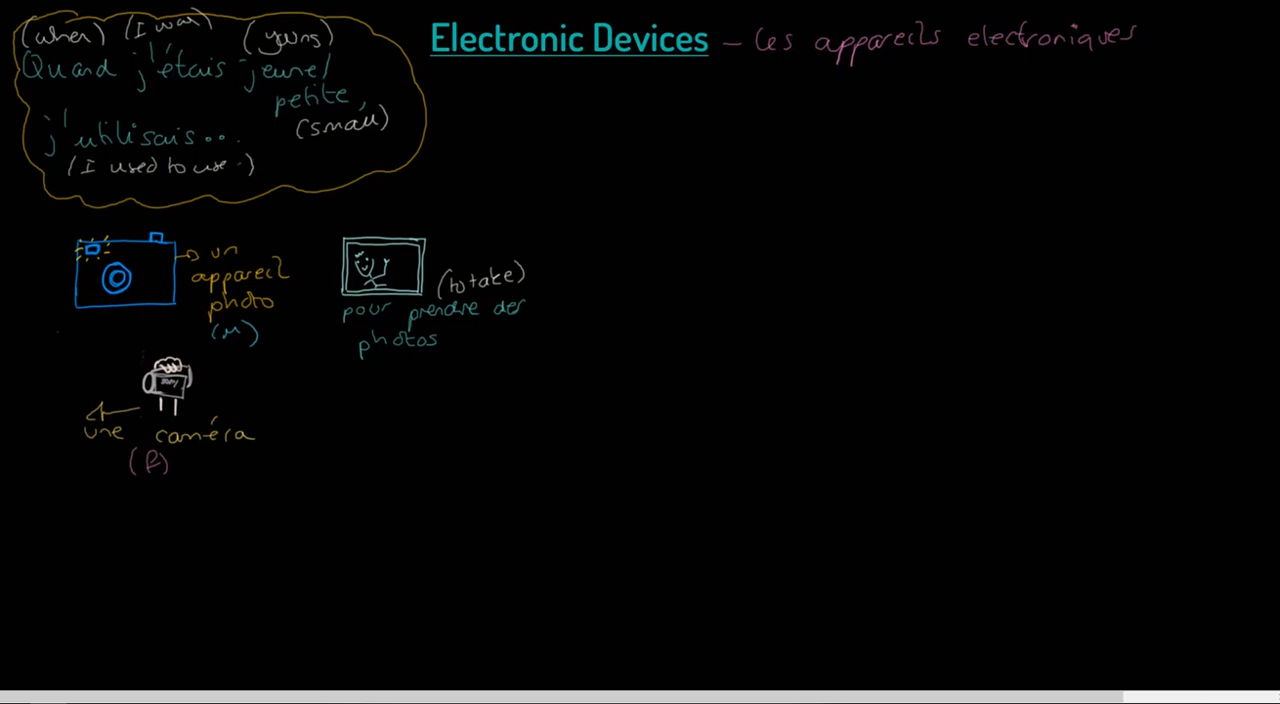 Electronic Devices – Les appareils electroniques
(when) (I was) (young)
Quand j'étais jeune/
petite,
(small)
j'utilisais...
(I used to use -)
un
appareil
photo
(M)
(to take)
pour prendre des
photos
SONY
une caméra
(F)